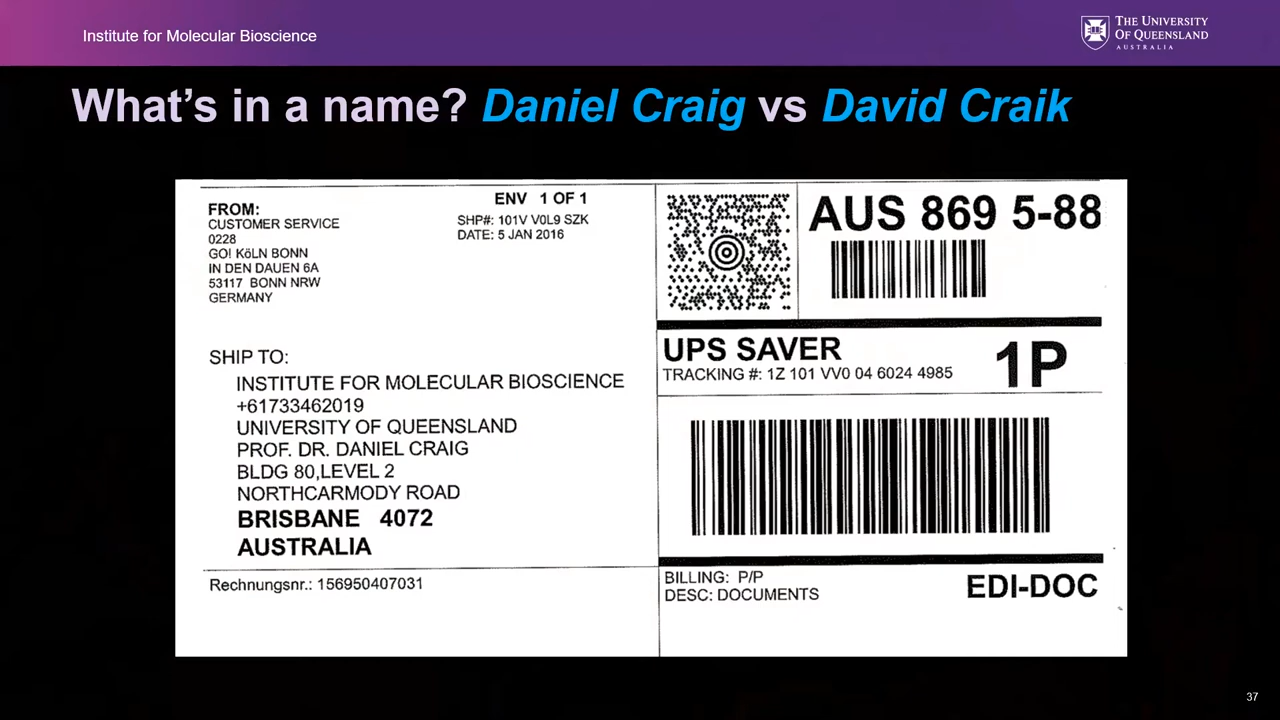 Institute for Molecular Bioscience
THE UNIVERSITY
OF QUEENSLAND
AUSTRALIA
What's in a name? Daniel Craig vs David Craik
FROM:
CUSTOMER SERVICE
0228
GO! KöLN BONN
IN DEN DAUEN 6A
53117 BONN NRW
GERMANY
ENV 1 OF 1
SHP#: 101V V0L9 SZK
DATE: 5 JAN 2016
SHIP TO:
INSTITUTE FOR MOLECULAR BIOSCIENCE
+61733462019
UNIVERSITY OF QUEENSLAND
PROF. DR. DANIEL CRAIG
BLDG 80,LEVEL 2
NORTHCARMODY ROAD
BRISBANE 4072
AUSTRALIA
Rechnungsnr.: 156950407031
AUS 869 5-88
UPS SAVER
TRACKING #: 1Z 101 VV0 04 6024 4985
1P
BILLING: P/P
DESC: DOCUMENTS
EDI-DOC
37